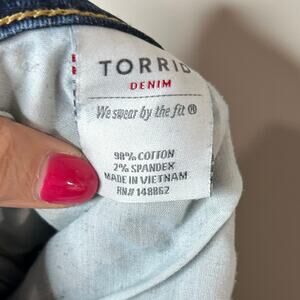 TORRID
DENIM
We swear by the fit ®
98% COTTON
2% SPANDEX
MADE IN VIETNAM
RN# 148862